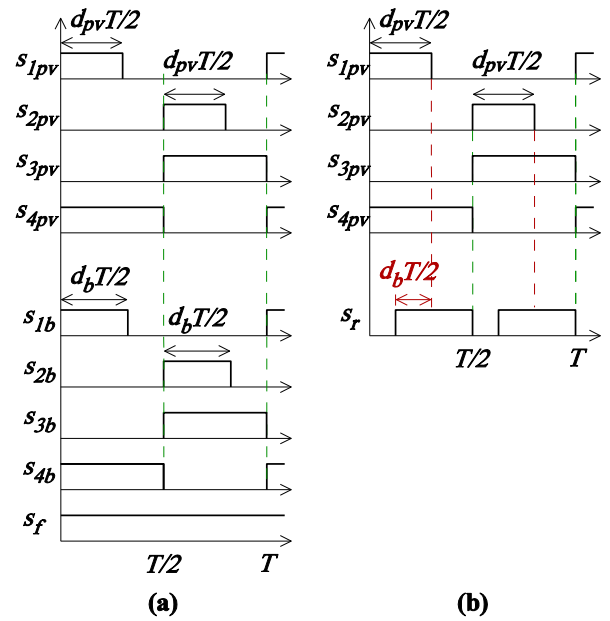 d_pvT/2
s_1pv
d_pvT/2
s_2pv
s_3pv
s_4pv
d_bT/2
s_1b
d_bT/2
s_2b
s_3b
s_4b
s_f
T/2 T
(a)
d_pvT/2
s_1pv
d_pvT/2
s_2pv
s_3pv
s_4pv
d_bT/2
s_r
T/2 T
(b)